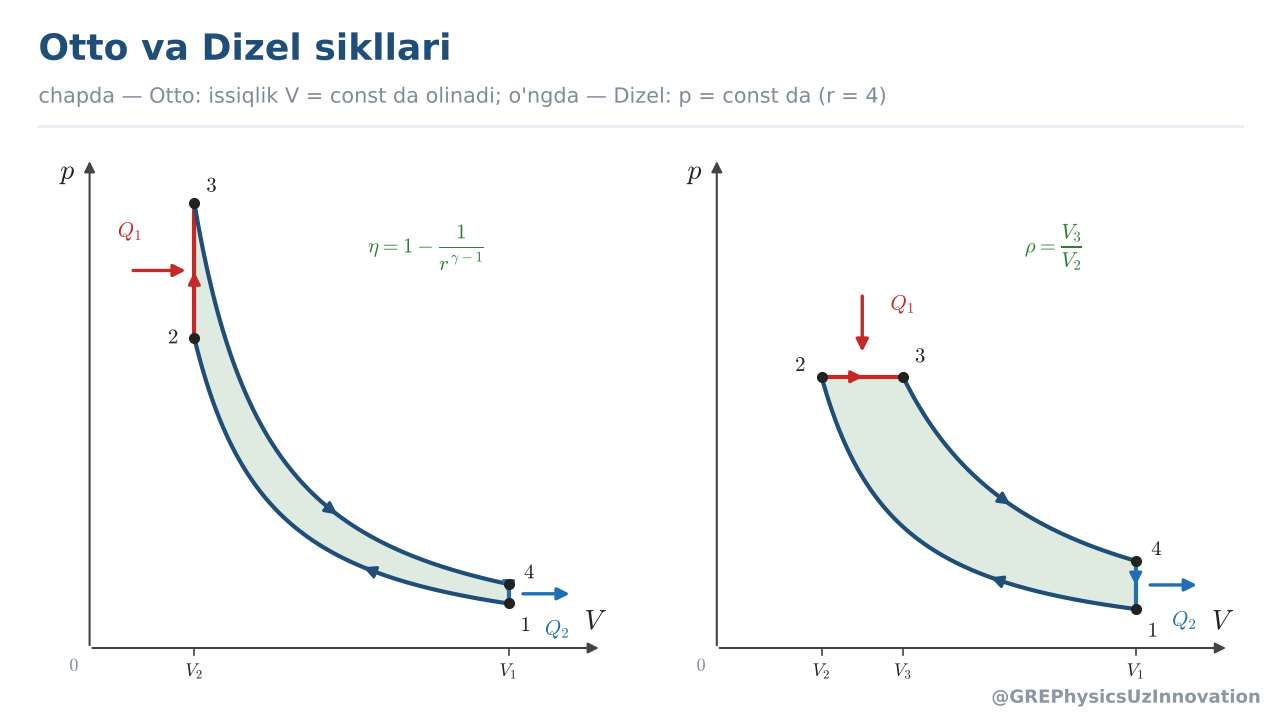 Otto va Dizel sikllari
chapda — Otto: issiqlik V = const da olinadi; o'ngda — Dizel: p = const da (r = 4)
p
3
Q₁
η = 1 − 1/r^(γ−1)
2
4
1
Q₂
V
0
V₂
V₁
p
ρ = V₃/V₂
Q₁
2
3
4
1
Q₂
V
0
V₂
V₃
V₁
@GREPhysicsUzInnovation